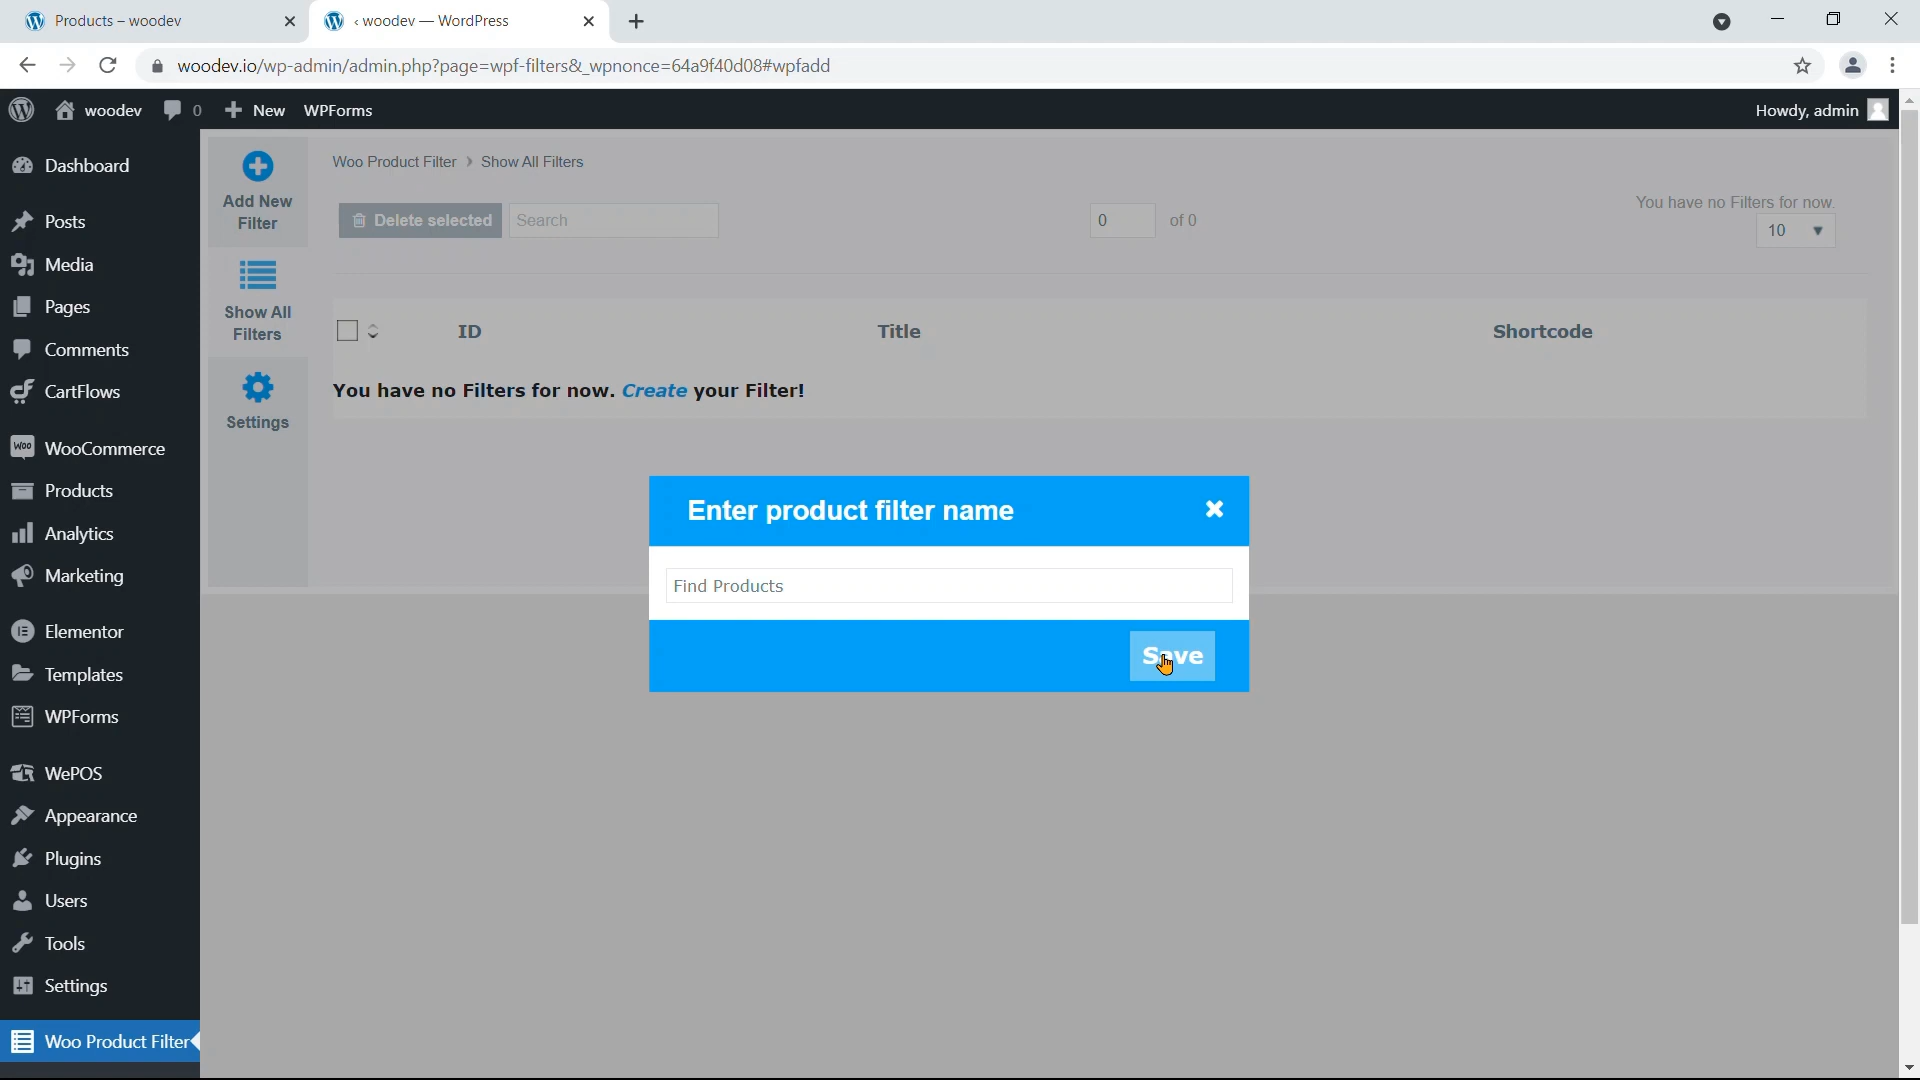 Products – woodev
‹ woodev — WordPress
woodev.io/wp-admin/admin.php?page=wpf-filters&_wpnonce=64a9f40d08#wpfadd
woodev
0
New
WPForms
Howdy, admin
Dashboard
Posts
Media
Pages
Comments
CartFlows
Woo
WooCommerce
Products
Analytics
Marketing
Elementor
Templates
WPForms
WePOS
Appearance
Plugins
Users
Tools
Settings
Woo Product Filter
Add New
Filter
Show All
Filters
Settings
Woo Product Filter › Show All Filters
Delete selected
Search
0
of 0
You have no Filters for now.
10
ID
Title
Shortcode
You have no Filters for now. Create your Filter!
Enter product filter name
Find Products
Save